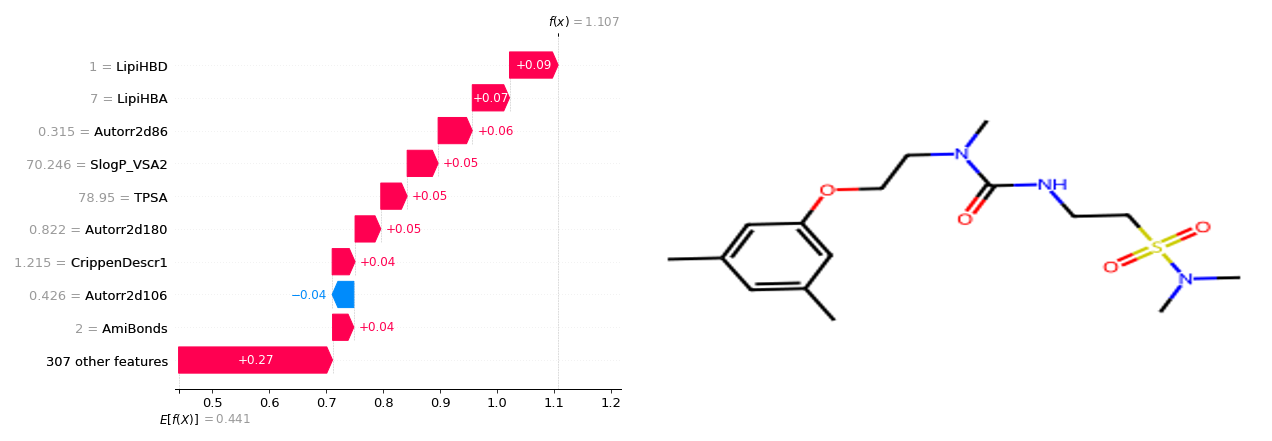 f(x) = 1.107
1 = LipiHBD
+0.09
7 = LipiHBA
+0.07
0.315 = Autorr2d86
+0.06
70.246 = SlogP_VSA2
+0.05
78.95 = TPSA
+0.05
0.822 = Autorr2d180
+0.05
1.215 = CrippenDescr1
+0.04
0.426 = Autorr2d106
−0.04
2 = AmiBonds
+0.04
307 other features
+0.27
0.5 0.6 0.7 0.8 0.9 1.0 1.1 1.2
E[f(X)] = 0.441
N
O
NH
O
O
S
O
N